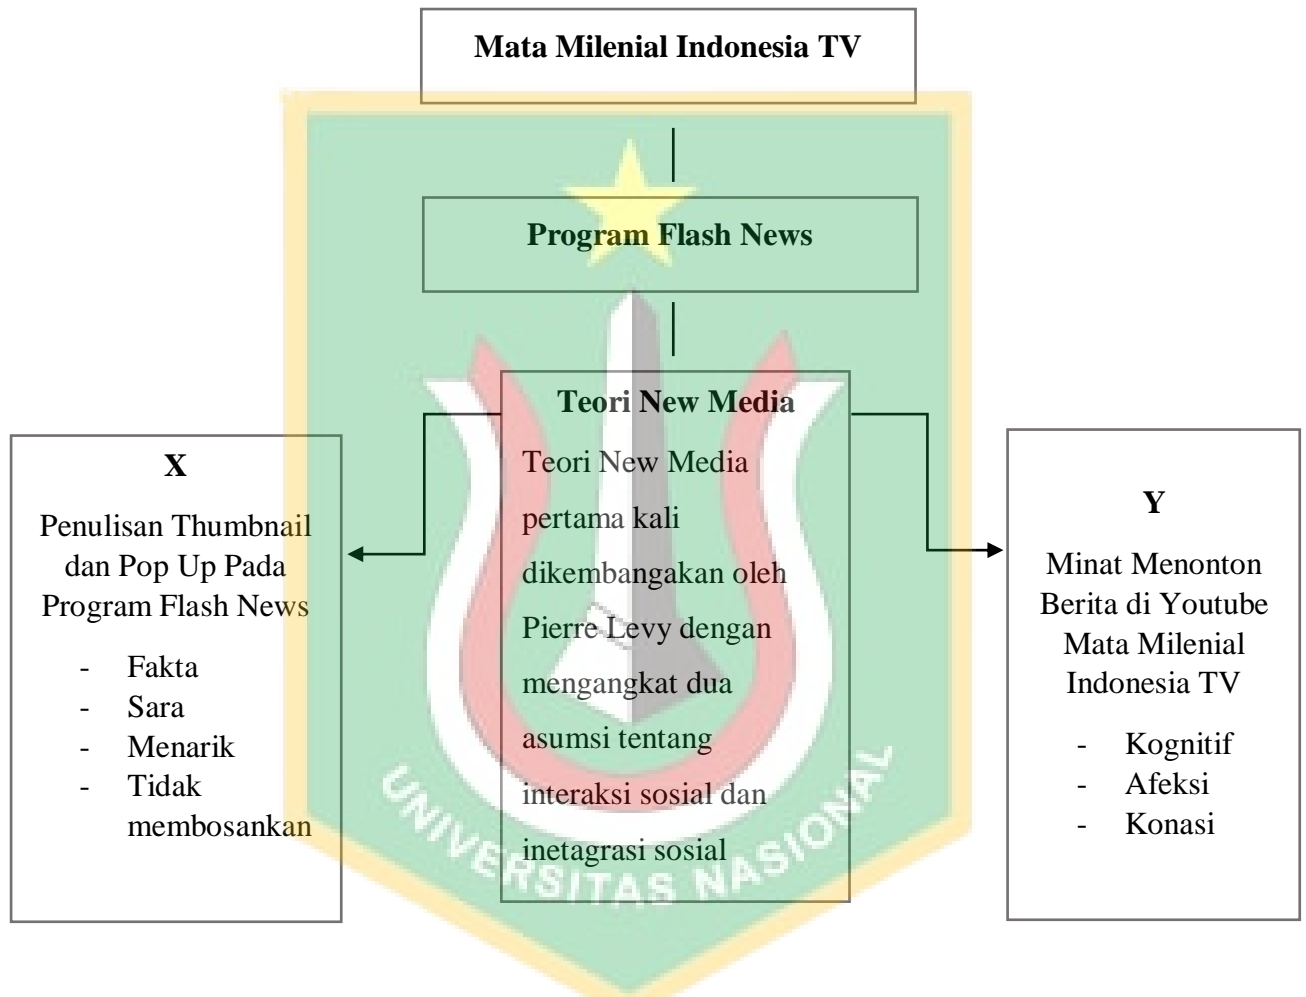 Mata Milenial Indonesia TV
Program Flash News
Teori New Media
Teori New Media
pertama kali
dikembangakan oleh
Pierre Levy dengan
mengangkat dua
asumsi tentang
interaksi sosial dan
inetagrasi sosial
X
Penulisan Thumbnail
dan Pop Up Pada
Program Flash News
- Fakta
- Sara
- Menarik
- Tidak
membosankan
Y
Minat Menonton
Berita di Youtube
Mata Milenial
Indonesia TV
- Kognitif
- Afeksi
- Konasi
UNIVERSITAS NASIONAL